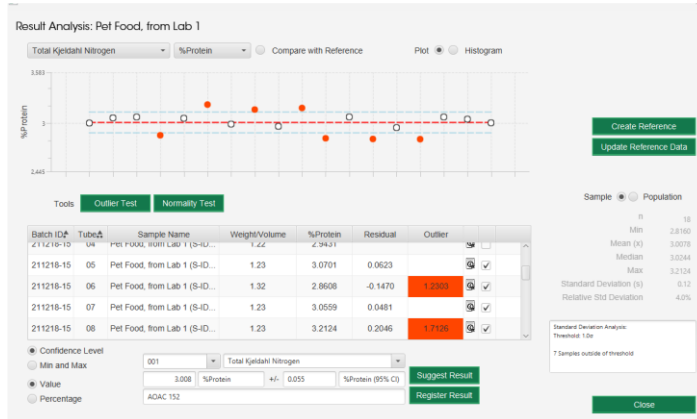 Result Analysis: Pet Food, from Lab 1
Total Kjeldahl Nitrogen %Protein Compare with Reference Plot Histogram
3.583
3
2.445
%Protein
Create Reference
Update Reference Data
Tools Outlier Test Normality Test
Sample Population
n 18
Min 2.8160
Mean (x) 3.0078
Median 3.0244
Max 3.2124
Standard Deviation (s) 0.12
Relative Std Deviation 4.0%
Batch ID Tube Sample Name Weight/Volume %Protein Residual Outlier
211218-15 04 Pet Food, from Lab 1 (S-ID... 1.22 2.9431
211218-15 05 Pet Food, from Lab 1 (S-ID... 1.23 3.0701 0.0623
211218-15 06 Pet Food, from Lab 1 (S-ID... 1.32 2.8608 -0.1470 1.2303
211218-15 07 Pet Food, from Lab 1 (S-ID... 1.23 3.0559 0.0481
211218-15 08 Pet Food, from Lab 1 (S-ID... 1.23 3.2124 0.2046 1.7126
Standard Deviation Analysis:
Threshold: 1.0σ
7 Samples outside of threshold
Confidence Level
Min and Max
Value
Percentage
001 Total Kjeldahl Nitrogen
3.008 %Protein +/- 0.055 %Protein (95% CI)
AOAC 152
Suggest Result
Register Result
Close